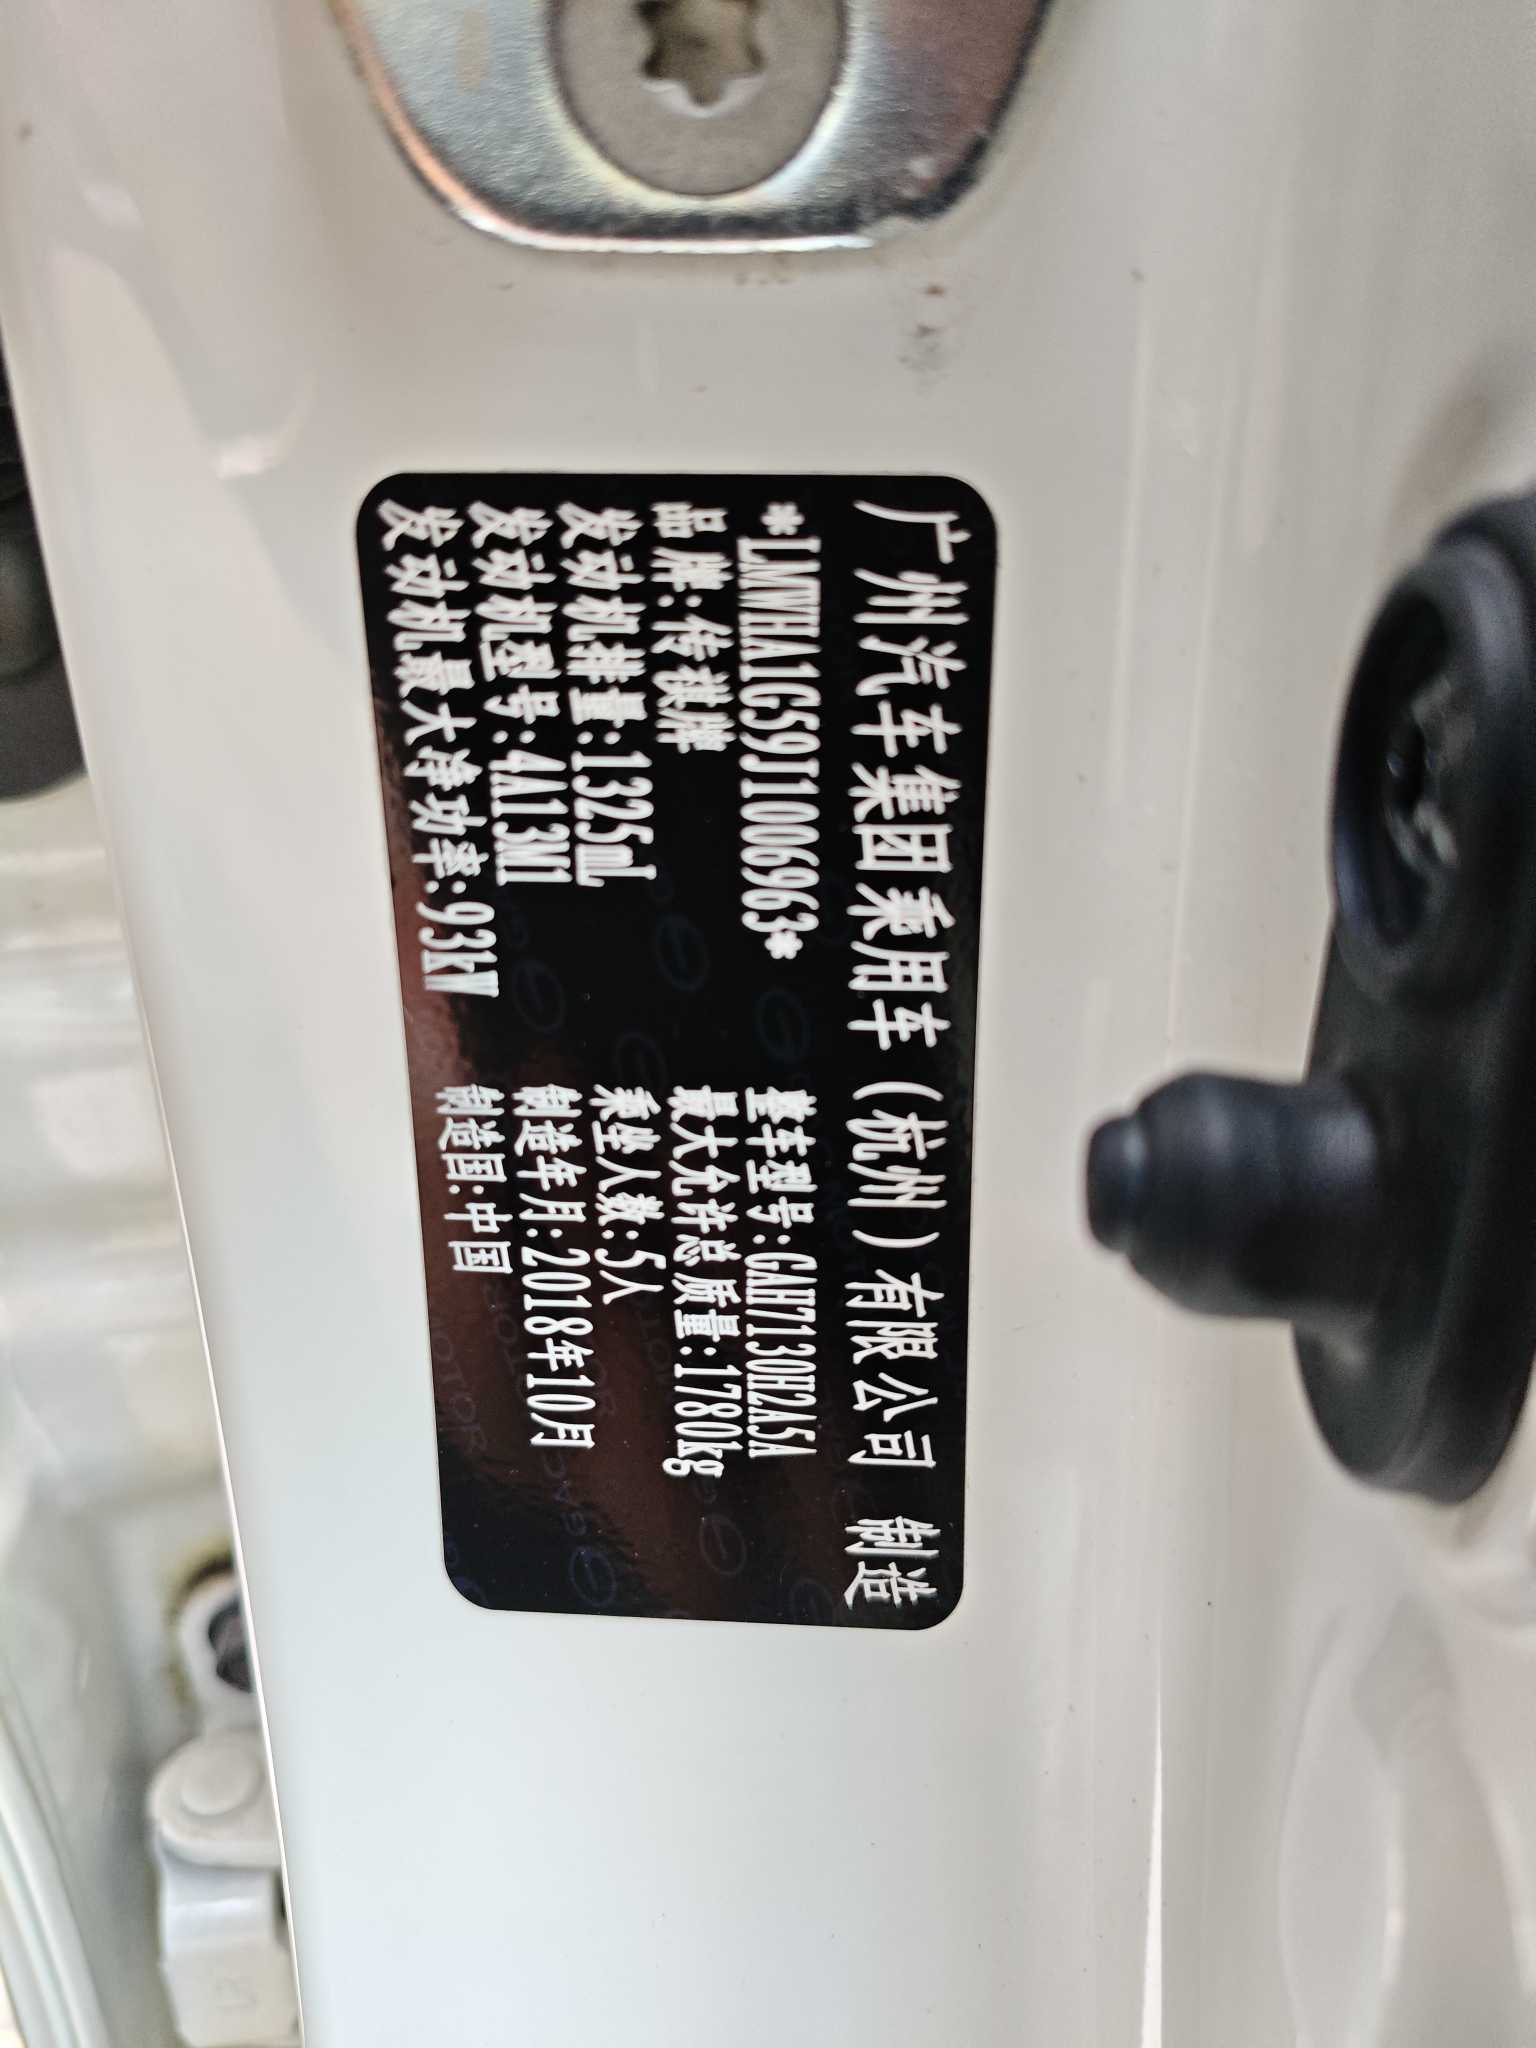 广州汽车集团乘用车（杭州）有限公司 制造
*LMWHA1G59J1006963* 整车型号:GAH7130H2A5A
品牌:传祺牌 最大允许总质量:1780kg
发动机排量:1325mL 乘坐人数:5人
发动机型号:4A13M1 制造年月:2018年10月
发动机最大净功率:93kW 制造国:中国